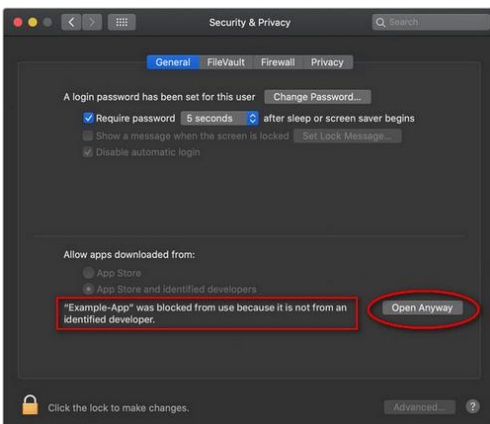 Security & Privacy
Search
General FileVault Firewall Privacy
A login password has been set for this user Change Password...
Require password 5 seconds after sleep or screen saver begins
Show a message when the screen is locked Set Lock Message...
Disable automatic login
Allow apps downloaded from:
App Store
App Store and identified developers
"Example-App" was blocked from use because it is not from an
identified developer.
Open Anyway
Click the lock to make changes.
Advanced...
?